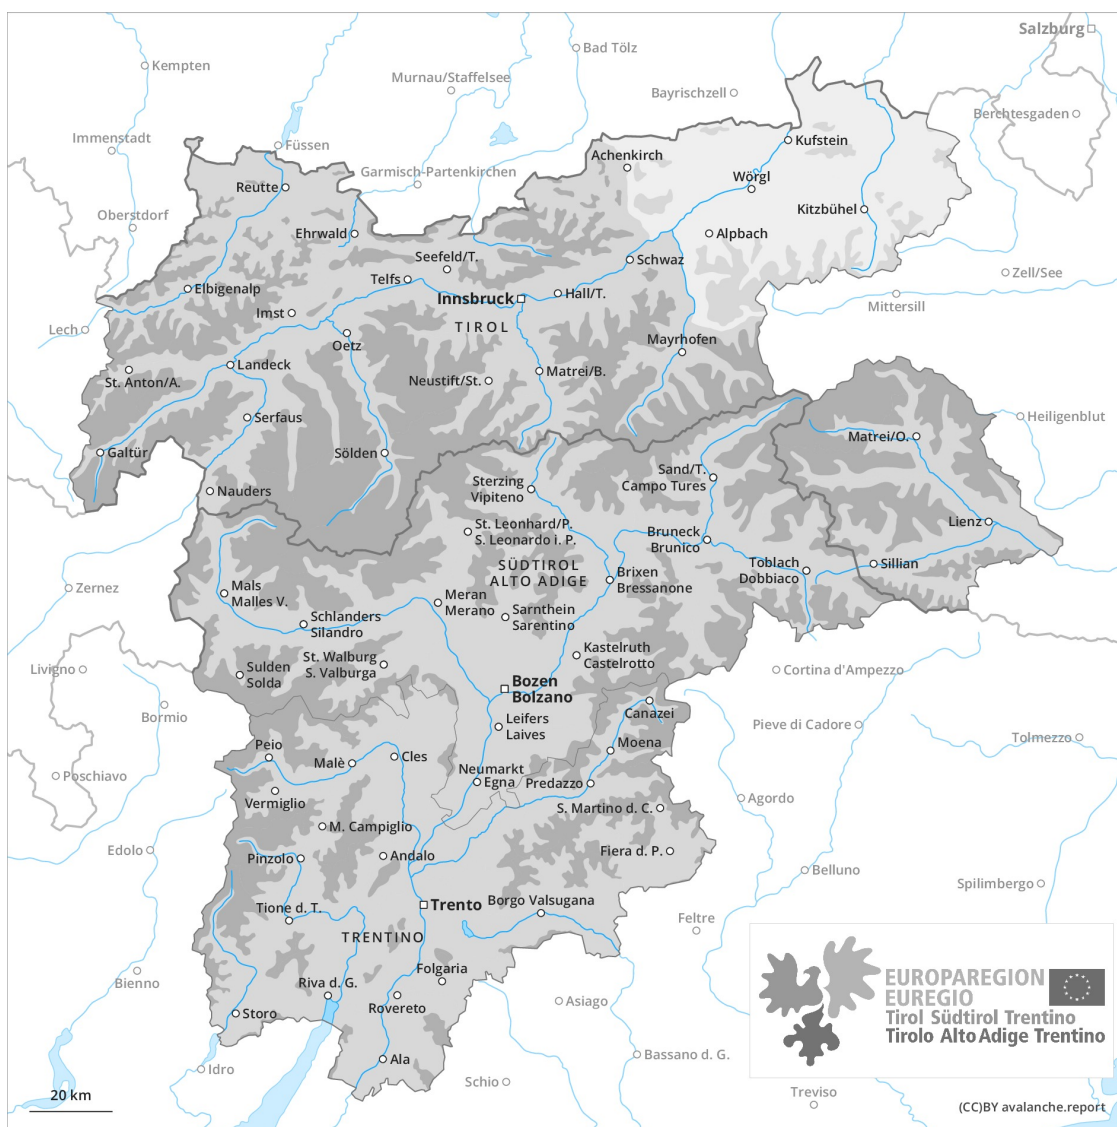 Salzburg
Bad Tölz
Kempten
Murnau/Staffelsee
Bayrischzell
Berchtesgaden
Immenstadt
Füssen
Kufstein
Achenkirch
Garmisch-Partenkirchen
Wörgl
Reutte
Kitzbühel
Oberstdorf
Ehrwald
Alpbach
Seefeld/T.
Schwaz
Zell/See
Telfs
Elbigenalp
Innsbruck
Hall/T.
Mittersill
Imst
TIROL
Lech
Oetz
Mayrhofen
Landeck
Matrei/B.
St. Anton/A.
Neustift/St.
Serfaus
Heiligenblut
Matrei/O.
Galtür
Sölden
Sand/T.
Campo Tures
Sterzing
Vipiteno
Nauders
St. Leonhard/P.
S. Leonardo i. P.
Lienz
Bruneck
Brunico
SÜDTIROL
ALTO ADIGE
Toblach
Dobbiaco
Sillian
Brixen
Bressanone
Zernez
Mals
Malles V.
Meran
Merano
Sarnthein
Sarentino
Schlanders
Silandro
Kastelruth
Castelrotto
St. Walburg
S. Valburga
Livigno
Sulden
Solda
Cortina d'Ampezzo
Bozen
Bolzano
Bormio
Canazei
Leifers
Laives
Pieve di Cadore
Tolmezzo
Peio
Moena
Cles
Malè
Poschiavo
Neumarkt
Egna
Predazzo
Vermiglio
Agordo
S. Martino d. C.
M. Campiglio
Edolo
Pinzolo
Andalo
Fiera d. P.
Belluno
Spilimbergo
Borgo Valsugana
Trento
Tione d. T.
Feltre
TRENTINO
Folgaria
Bienno
Riva d. G.
Rovereto
Asiago
Storo
EUROPAREGION
EUREGIO
Tirol Südtirol Trentino
Tirolo Alto Adige Trentino
Ala
Bassano d. G.
Idro
Schio
Treviso
20 km
(CC)BY avalanche.report